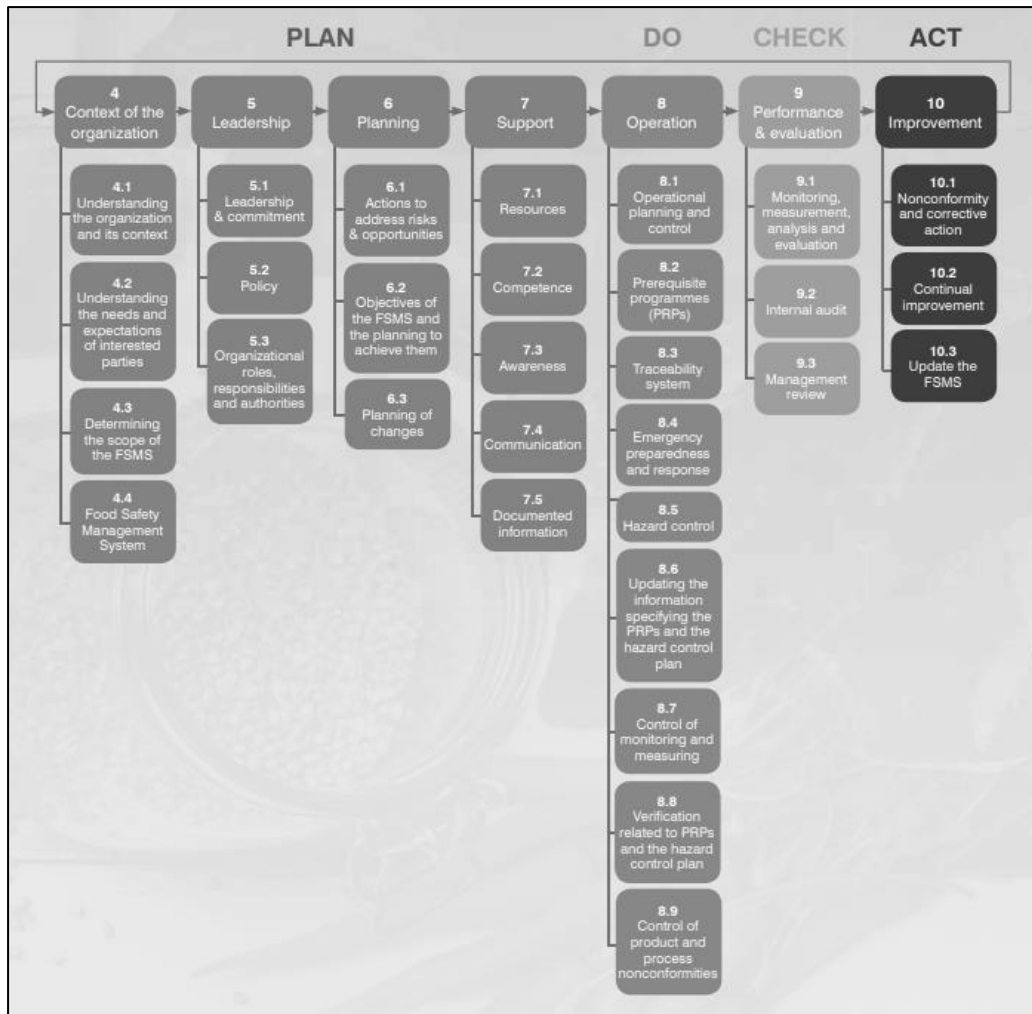 PLAN
DO
CHECK
ACT
4
Context of the
organization
5
Leadership
6
Planning
7
Support
8
Operation
9
Performance
& evaluation
10
Improvement
4.1
Understanding
the organization
and its context
4.2
Understanding
the needs and
expectations
of interested
parties
4.3
Determining
the scope of
the FSMS
4.4
Food Safety
Management
System
5.1
Leadership
& commitment
5.2
Policy
5.3
Organizational
roles,
responsibilities
and authorities
6.1
Actions to
address risks
& opportunities
6.2
Objectives of
the FSMS and
the planning to
achieve them
6.3
Planning of
changes
7.1
Resources
7.2
Competence
7.3
Awareness
7.4
Communication
7.5
Documented
information
8.1
Operational
planning and
control
8.2
Prerequisite
programmes
(PRPs)
8.3
Traceability
system
8.4
Emergency
preparedness
and response
8.5
Hazard control
8.6
Updating the
information
specifying the
PRPs and the
hazard control
plan
8.7
Control of
monitoring and
measuring
8.8
Verification
related to PRPs
and the hazard
control plan
8.9
Control of
product and
process
nonconformities
9.1
Monitoring,
measurement,
analysis and
evaluation
9.2
Internal audit
9.3
Management
review
10.1
Nonconformity
and corrective
action
10.2
Continual
improvement
10.3
Update the
FSMS